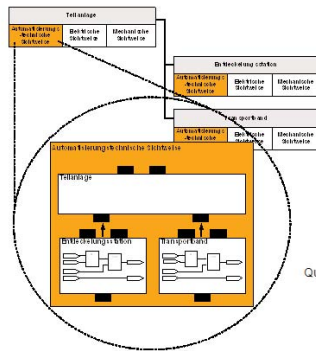 Teilanlage
Automatisierungs
-technische
Sichtweise
Elektrische
Sichtweise
Mechanische
Sichtweise
Entdeckelungsstation
Automatisierungs
-technische
Sichtweise
Elektrische
Sichtweise
Mechanische
Sichtweise
Transportband
Automatisierungs
-technische
Sichtweise
Elektrische
Sichtweise
Mechanische
Sichtweise
Automatisierungstechnische Sichtweise
Teilanlage
Entdeckelungsstation
Transportband
Qu